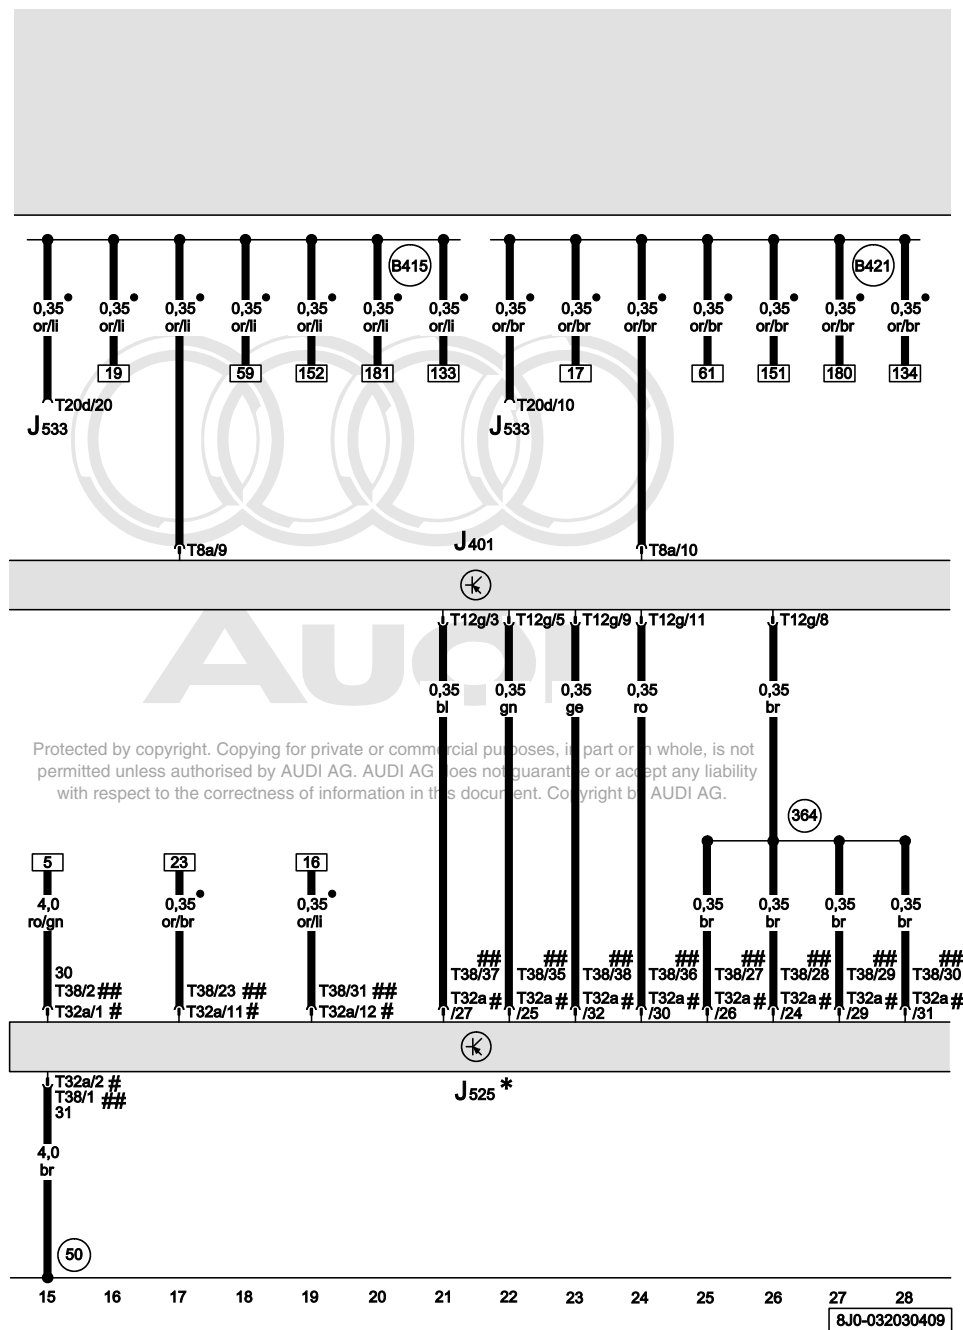 B415 B421
0,35 0,35 0,35 0,35 0,35 0,35 0,35 0,35 0,35 0,35 0,35 0,35 0,35 0,35
or/li or/li or/li or/li or/li or/li or/li or/br or/br or/br or/br or/br or/br or/br
19 59 152 181 133 17 61 151 180 134
T20d/20 T20d/10
J533 J533
J401
T8a/9 T8a/10
T12g/3 T12g/5 T12g/9 T12g/11 T12g/8
Audi
0,35 0,35 0,35 0,35 0,35
bl gn ge ro br
Protected by copyright. Copying for private or commercial purposes, in part or in whole, is not
permitted unless authorised by AUDI AG. AUDI AG does not guarantee or accept any liability
with respect to the correctness of information in this document. Copyright by AUDI AG.
364
5 23 16
4,0 0,35 0,35 0,35 0,35 0,35 0,35
ro/gn or/br or/li br br br br
## ## ## ## ## ## ## ##
30 T38/37 T38/35 T38/38 T38/36 T38/27 T38/28 T38/29 T38/30
T38/2 ## T38/23 ## T38/31 ##
T32a/1 # T32a/11 # T32a/12 # T32a # T32a # T32a # T32a # T32a # T32a # T32a # T32a #
/27 /25 /32 /30 /26 /24 /29 /31
T32a/2 #
T38/1 ##
31
J525 *
4,0
br
50
15 16 17 18 19 20 21 22 23 24 25 26 27 28
8J0-032030409